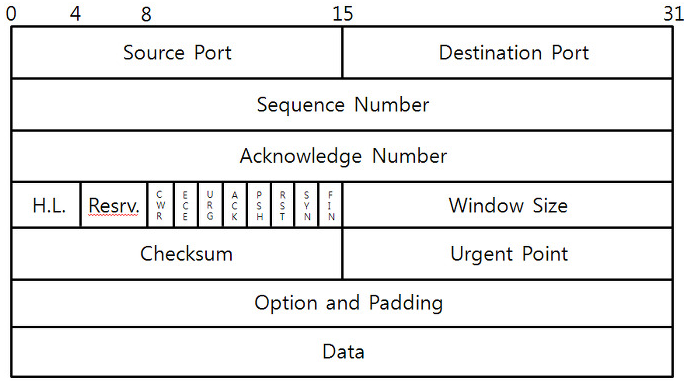 0 4 8 15 31
Source Port Destination Port
Sequence Number
Acknowledge Number
H.L. Resrv. CWR ECE URG ACK PSH RST SYN FIN Window Size
Checksum Urgent Point
Option and Padding
Data